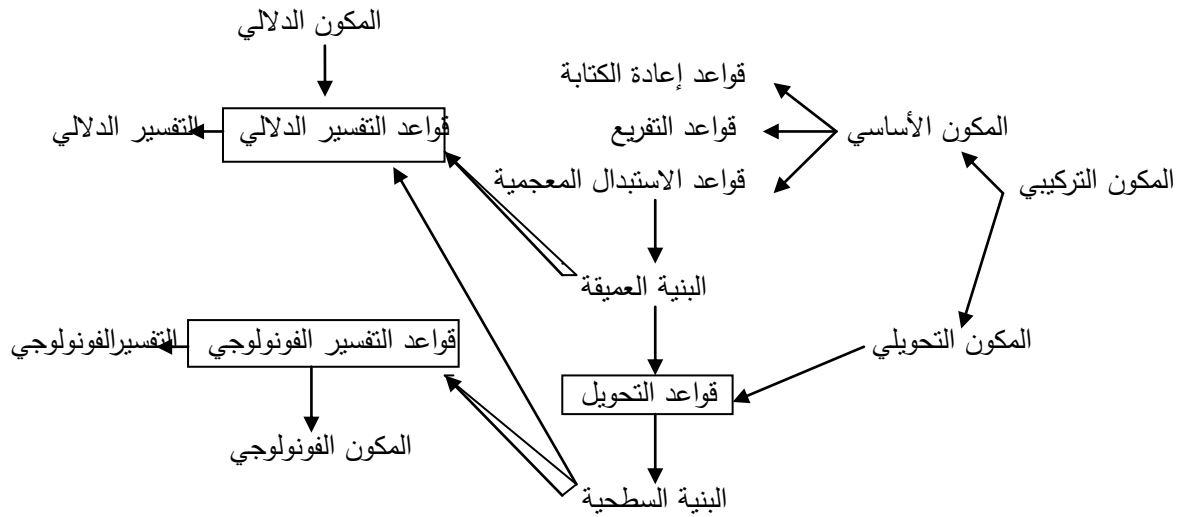 المكون الدلالي
قواعد إعادة الكتابة
المكون الأساسي
قواعد التفريع
قواعد التفسير الدلالي
التفسير الدلالي
المكون التركيبي
قواعد الاستبدال المعجمية
البنية العميقة
المكون التحويلي
قواعد التفسير الفونولوجي
التفسيرالفونولوجي
قواعد التحويل
المكون الفونولوجي
البنية السطحية